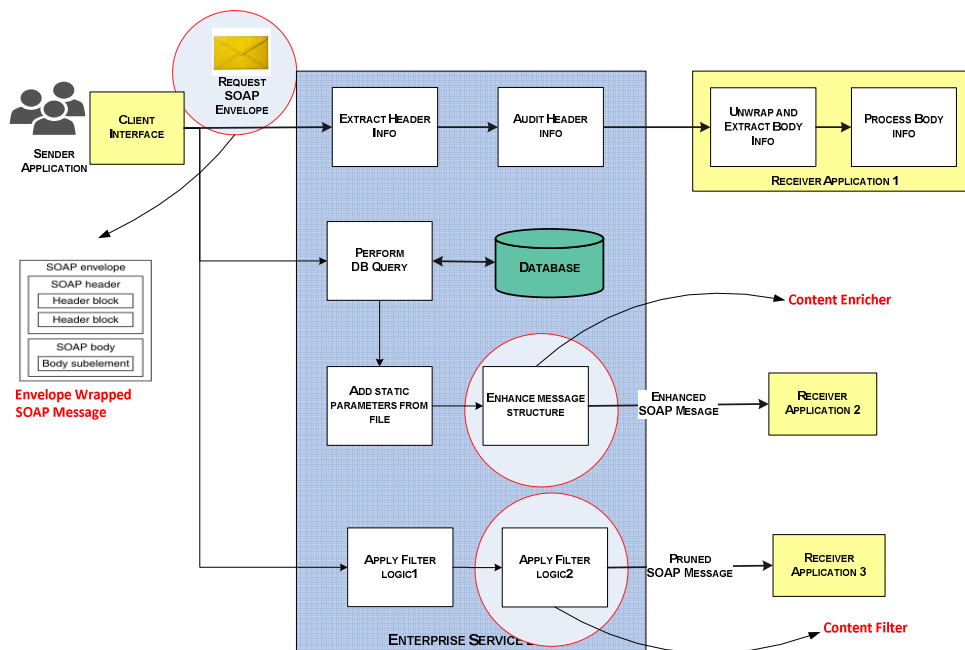 REQUEST
SOAP
ENVELOPE
CLIENT
INTERFACE
SENDER
APPLICATION
EXTRACT HEADER
INFO
AUDIT HEADER
INFO
UNWRAP AND
EXTRACT BODY
INFO
PROCESS BODY
INFO
RECEIVER APPLICATION 1
PERFORM
DB QUERY
DATABASE
SOAP envelope
SOAP header
Header block
Header block
SOAP body
Body subelement
Envelope Wrapped
SOAP Message
Content Enricher
ADD STATIC
PARAMETERS FROM
FILE
ENHANCE MESSAGE
STRUCTURE
ENHANCED
SOAP MESAGE
RECEIVER
APPLICATION 2
APPLY FILTER
LOGIC1
APPLY FILTER
LOGIC2
PRUNED
SOAP MESSAGE
RECEIVER
APPLICATION 3
Content Filter
ENTERPRISE SERVICE